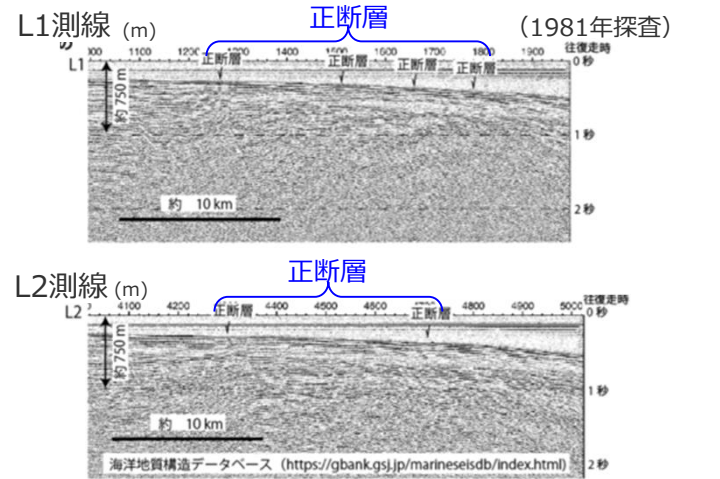 正断層
L1測線 (m)
(1981年探査)
1100 1200 1300 1400 1500 1600 1700 1800 1900 往復走時
L1
正断層 正断層 正断層 正断層
0秒
約 750 m
1秒
約 10 km
2秒
正断層
L2測線 (m)
4100 4200 4400 4500 4600 4800 4900 5000 往復走時
L2
正断層 正断層
0秒
約 750 m
1秒
約 10 km
海洋地質構造データベース (https://gbank.gsj.jp/marineseisdb/index.html)
2秒